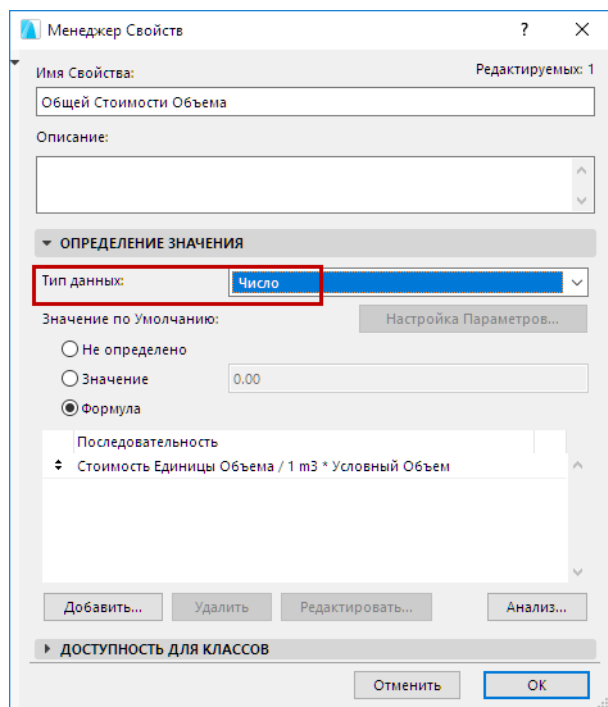 Менеджер Свойств
?
Имя Свойства:
Редактируемых: 1
Общей Стоимости Объема
Описание:
ОПРЕДЕЛЕНИЕ ЗНАЧЕНИЯ
Тип данных:
Число
Значение по Умолчанию:
Настройка Параметров...
Не определено
Значение
0.00
Формула
Последовательность
Стоимость Единицы Объема / 1 m3 * Условный Объем
Добавить...
Удалить
Редактировать...
Анализ...
ДОСТУПНОСТЬ ДЛЯ КЛАССОВ
Отменить
ОК